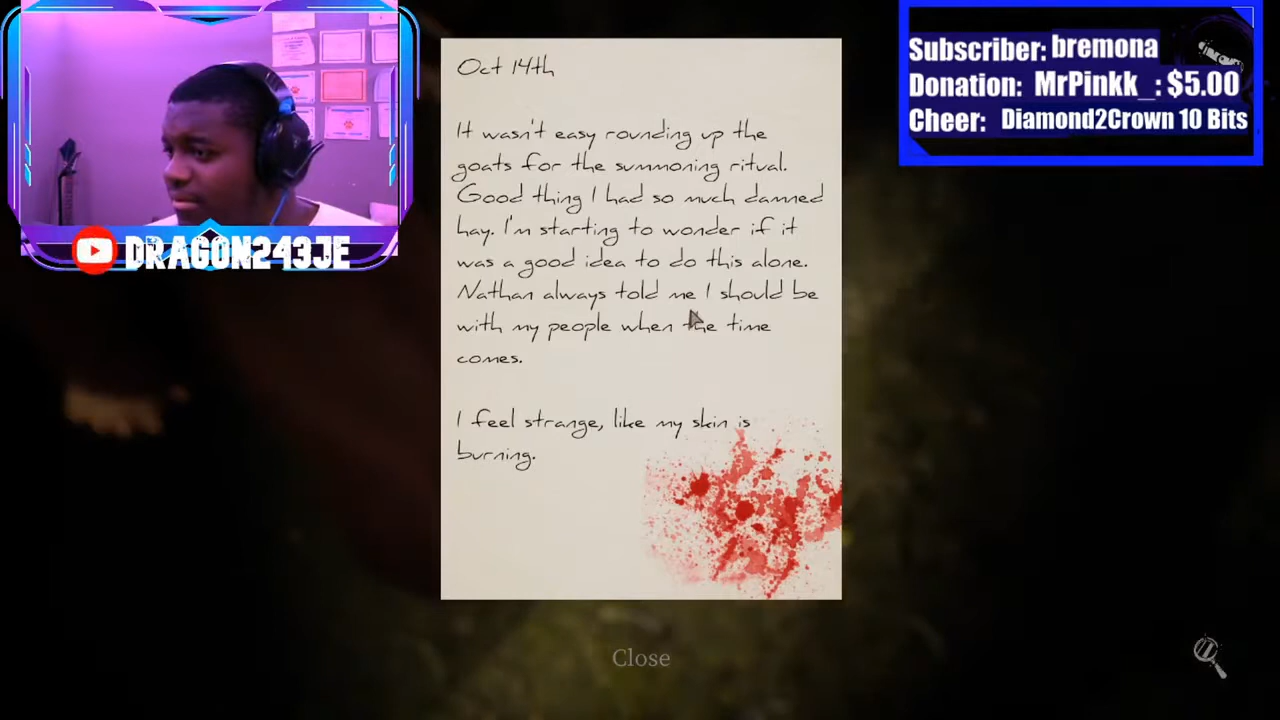 DRAGON243JE
Subscriber: bremona
Donation: MrPinkk_: $5.00
Cheer: Diamond2Crown 10 Bits
Oct 14th
It wasn't easy rounding up the
goats for the summoning ritual.
Good thing I had so much damned
hay. I'm starting to wonder if it
was a good idea to do this alone.
Nathan always told me I should be
with my people when the time
comes.
I feel strange, like my skin is
burning.
Close